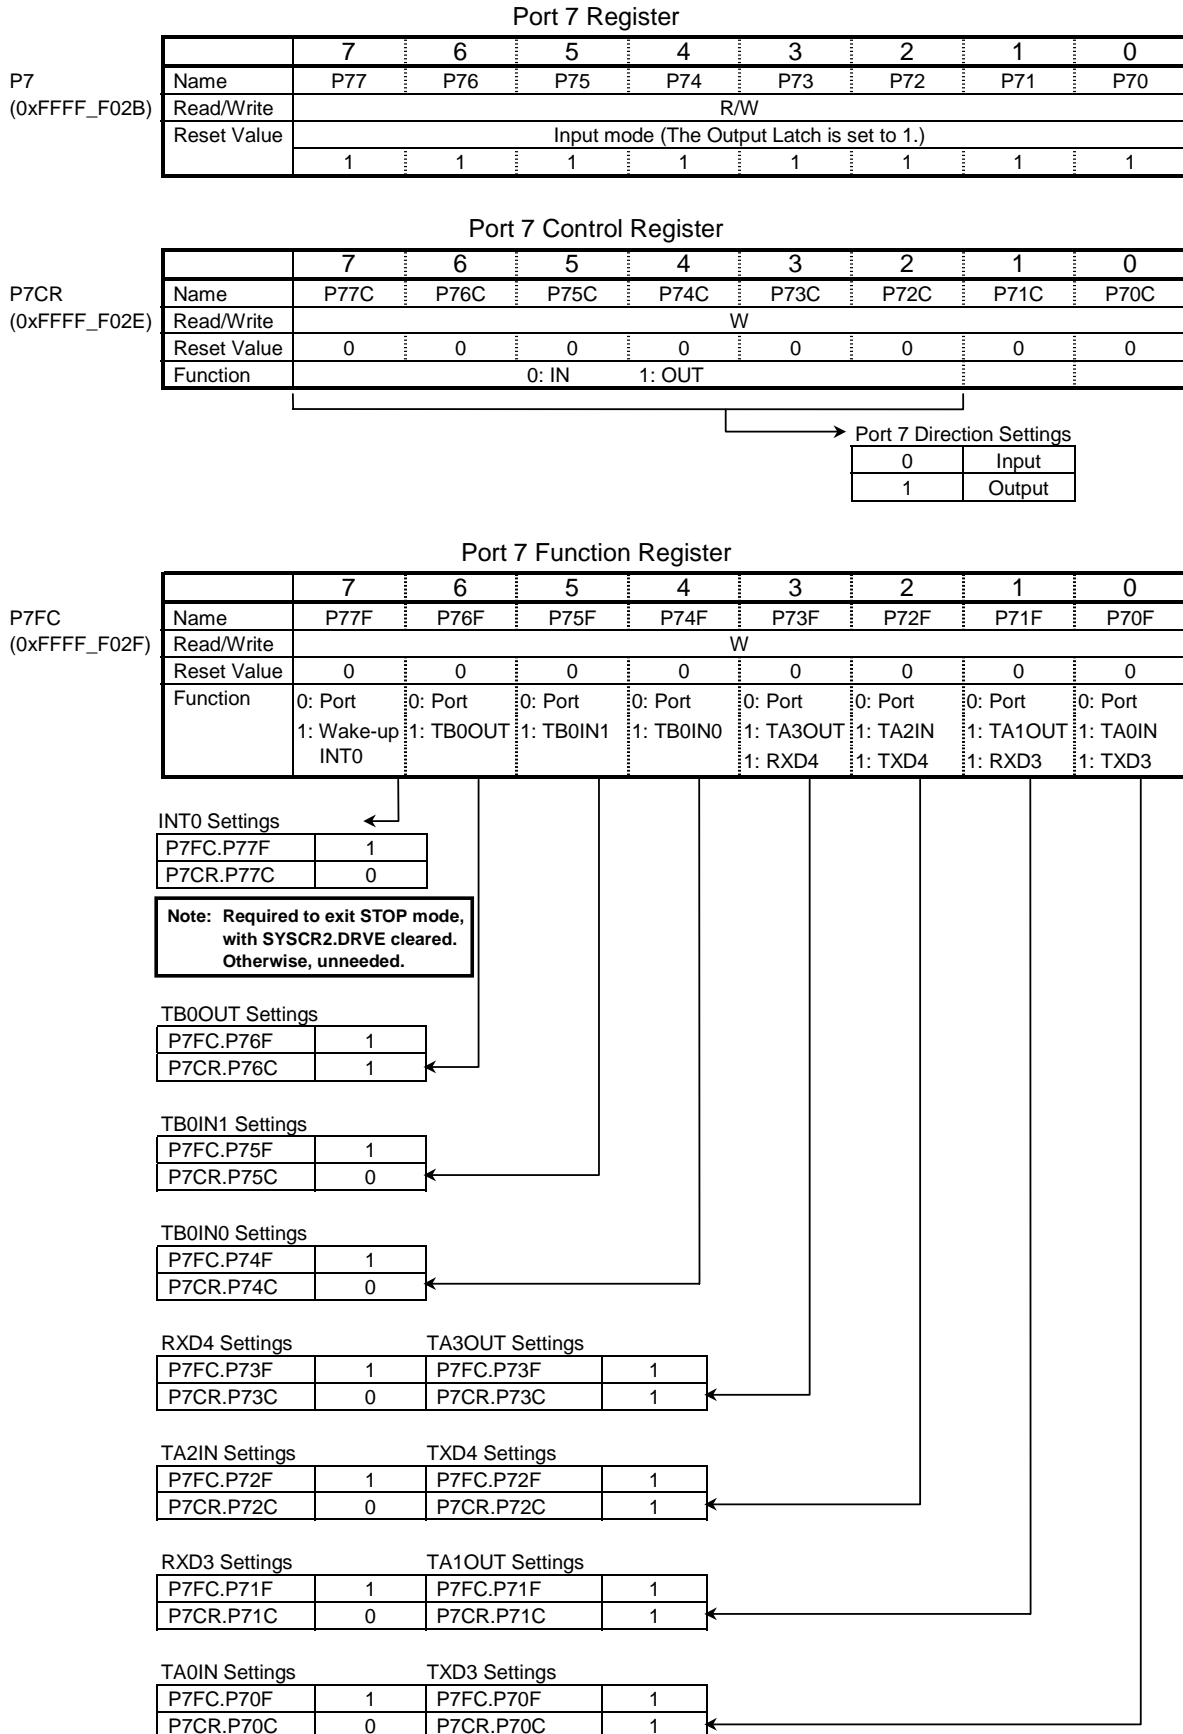 Port 7 Register
7 6 5 4 3 2 1 0
P7 Name P77 P76 P75 P74 P73 P72 P71 P70
(0xFFFF_F02B) Read/Write R/W
Reset Value Input mode (The Output Latch is set to 1.)
1 1 1 1 1 1 1 1
Port 7 Control Register
7 6 5 4 3 2 1 0
P7CR Name P77C P76C P75C P74C P73C P72C P71C P70C
(0xFFFF_F02E) Read/Write W
Reset Value 0 0 0 0 0 0 0 0
Function 0: IN 1: OUT
Port 7 Direction Settings
0 Input
1 Output
Port 7 Function Register
7 6 5 4 3 2 1 0
P7FC Name P77F P76F P75F P74F P73F P72F P71F P70F
(0xFFFF_F02F) Read/Write W
Reset Value 0 0 0 0 0 0 0 0
Function 0: Port 0: Port 0: Port 0: Port 0: Port 0: Port 0: Port 0: Port
1: Wake-up 1: TB0OUT 1: TB0IN1 1: TB0IN0 1: TA3OUT 1: TA2IN 1: TA1OUT 1: TA0IN
INT0 1: RXD4 1: TXD4 1: RXD3 1: TXD3
INT0 Settings
P7FC.P77F 1
P7CR.P77C 0
Note: Required to exit STOP mode,
with SYSCR2.DRVE cleared.
Otherwise, unneeded.
TB0OUT Settings
P7FC.P76F 1
P7CR.P76C 1
TB0IN1 Settings
P7FC.P75F 1
P7CR.P75C 0
TB0IN0 Settings
P7FC.P74F 1
P7CR.P74C 0
RXD4 Settings TA3OUT Settings
P7FC.P73F 1 P7FC.P73F 1
P7CR.P73C 0 P7CR.P73C 1
TA2IN Settings TXD4 Settings
P7FC.P72F 1 P7FC.P72F 1
P7CR.P72C 0 P7CR.P72C 1
RXD3 Settings TA1OUT Settings
P7FC.P71F 1 P7FC.P71F 1
P7CR.P71C 0 P7CR.P71C 1
TA0IN Settings TXD3 Settings
P7FC.P70F 1 P7FC.P70F 1
P7CR.P70C 0 P7CR.P70C 1